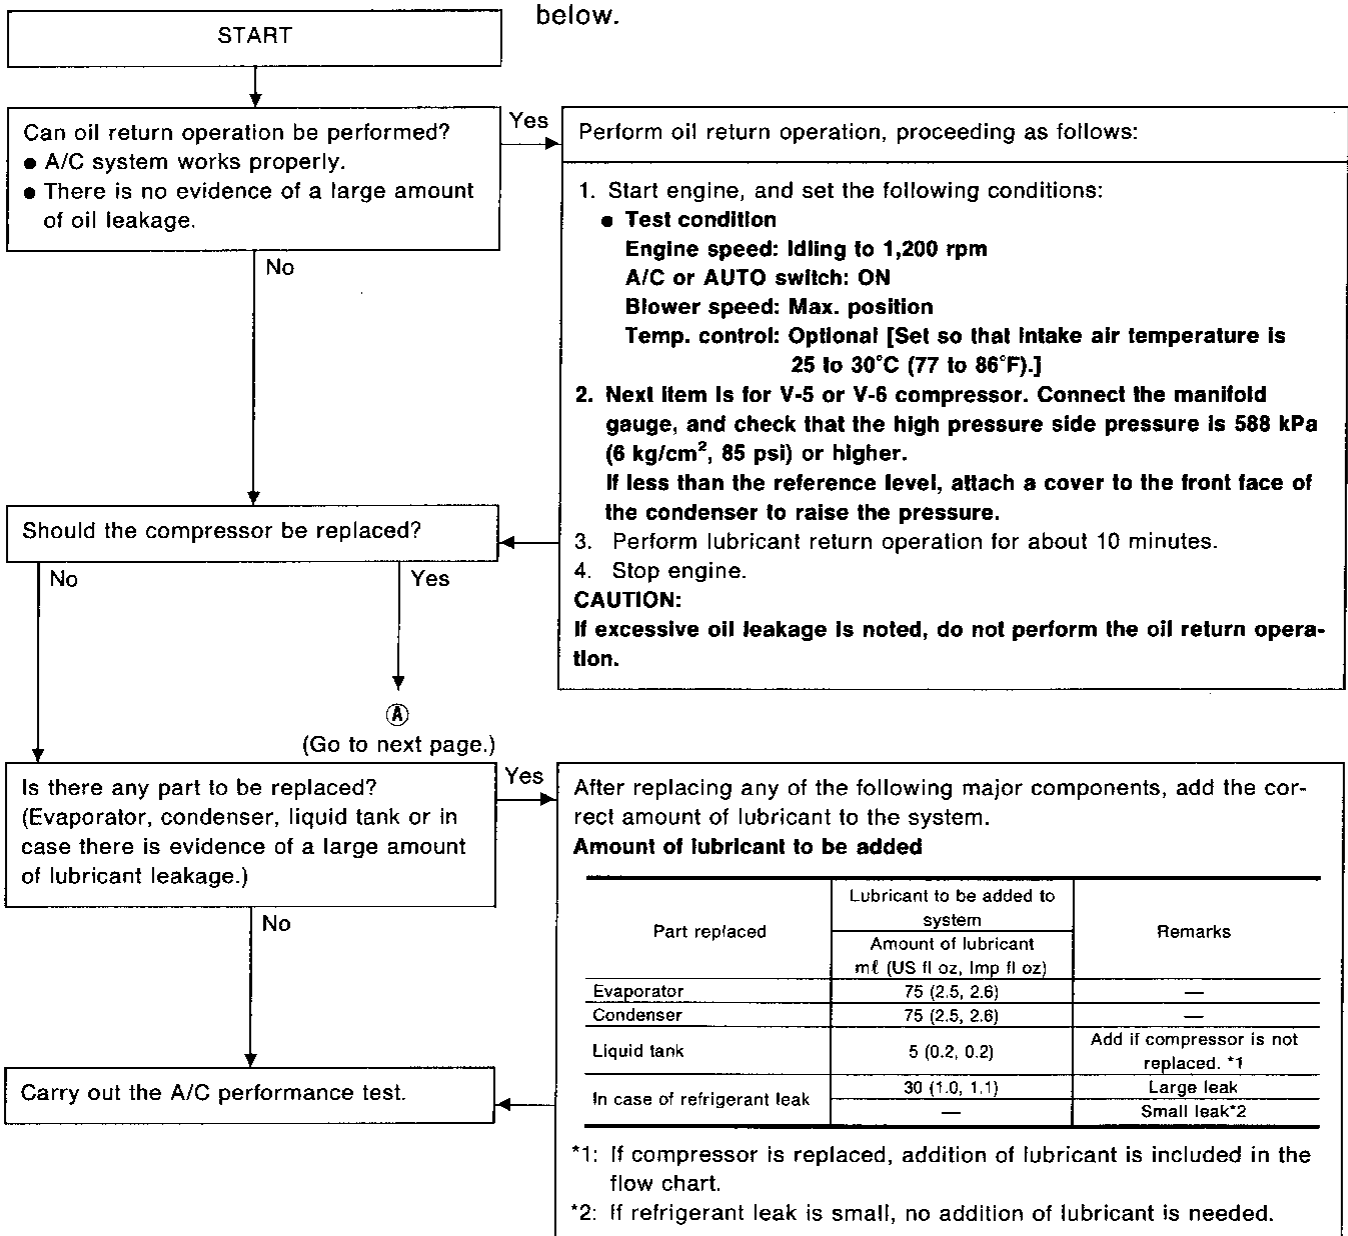 below.
START
Can oil return operation be performed?
● A/C system works properly.
● There is no evidence of a large amount
of oil leakage.
Yes
No
Perform oil return operation, proceeding as follows:
1. Start engine, and set the following conditions:
● Test condition
Engine speed: Idling to 1,200 rpm
A/C or AUTO switch: ON
Blower speed: Max. position
Temp. control: Optional [Set so that intake air temperature is
25 to 30°C (77 to 86°F).]
2. Next item is for V-5 or V-6 compressor. Connect the manifold
gauge, and check that the high pressure side pressure is 588 kPa
(6 kg/cm², 85 psi) or higher.
If less than the reference level, attach a cover to the front face of
the condenser to raise the pressure.
3. Perform lubricant return operation for about 10 minutes.
4. Stop engine.
CAUTION:
If excessive oil leakage is noted, do not perform the oil return opera-
tion.
Should the compressor be replaced?
No
Yes
Ⓐ
(Go to next page.)
Is there any part to be replaced?
(Evaporator, condenser, liquid tank or in
case there is evidence of a large amount
of lubricant leakage.)
Yes
No
After replacing any of the following major components, add the cor-
rect amount of lubricant to the system.
Amount of lubricant to be added
Part replaced
Lubricant to be added to
system
Amount of lubricant
mℓ (US fl oz, Imp fl oz)
Remarks
Evaporator 75 (2.5, 2.6) —
Condenser 75 (2.5, 2.6) —
Liquid tank 5 (0.2, 0.2) Add if compressor is not
replaced. *1
In case of refrigerant leak 30 (1.0, 1.1) Large leak
— Small leak*2
*1: If compressor is replaced, addition of lubricant is included in the
flow chart.
*2: If refrigerant leak is small, no addition of lubricant is needed.
Carry out the A/C performance test.